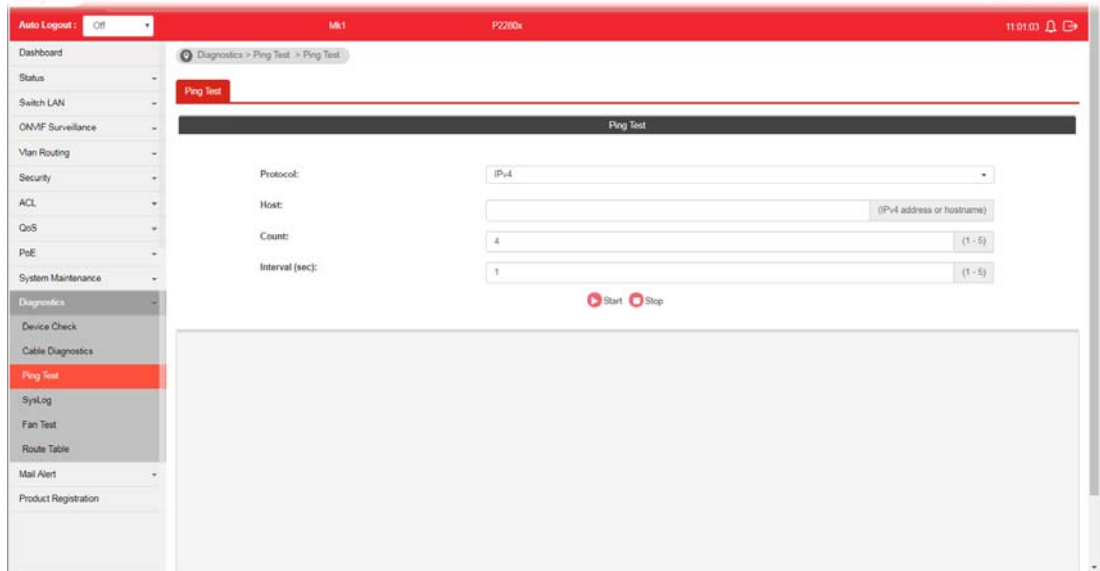 Auto Logout : Off Mk1 P2280x 11:01:03
Dashboard
Status
Switch LAN
ONVIF Surveillance
Vlan Routing
Security
ACL
QoS
PoE
System Maintenance
Diagnostics
Device Check
Cable Diagnostics
Ping Test
SysLog
Fan Test
Route Table
Mail Alert
Product Registration
Diagnostics > Ping Test > Ping Test
Ping Test
Ping Test
Protocol: IPv4
Host: (IPv4 address or hostname)
Count: 4 (1 - 5)
Interval (sec): 1 (1 - 5)
Start Stop